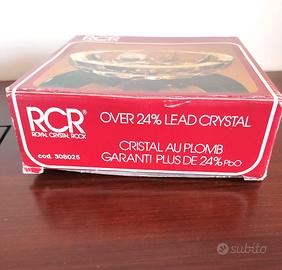 RCR®
ROYAL CRYSTAL ROCK
cod. 308025
OVER 24% LEAD CRYSTAL
CRISTAL AU PLOMB
GARANTI PLUS DE 24% PbO
subito